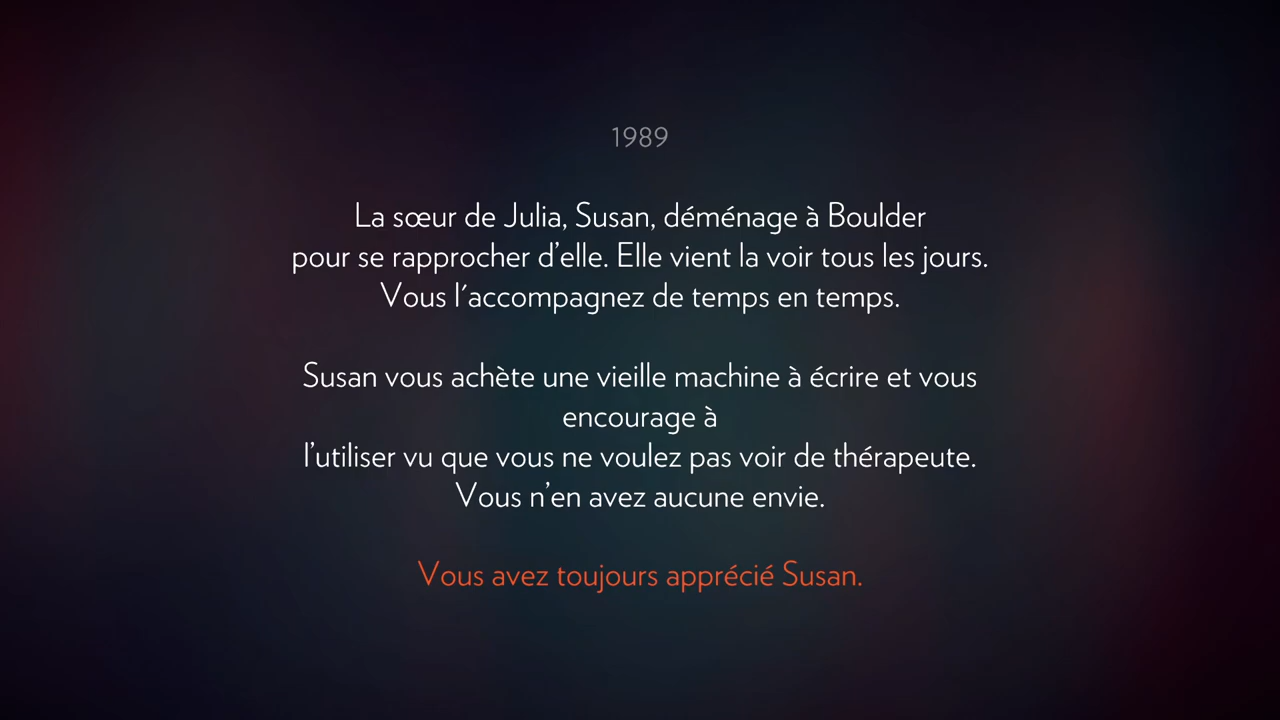 1989
La sœur de Julia, Susan, déménage à Boulder
pour se rapprocher d’elle. Elle vient la voir tous les jours.
Vous l´accompagnez de temps en temps.
Susan vous achète une vieille machine à écrire et vous
encourage à
l’utiliser vu que vous ne voulez pas voir de thérapeute.
Vous n’en avez aucune envie.
Vous avez toujours apprécié Susan.